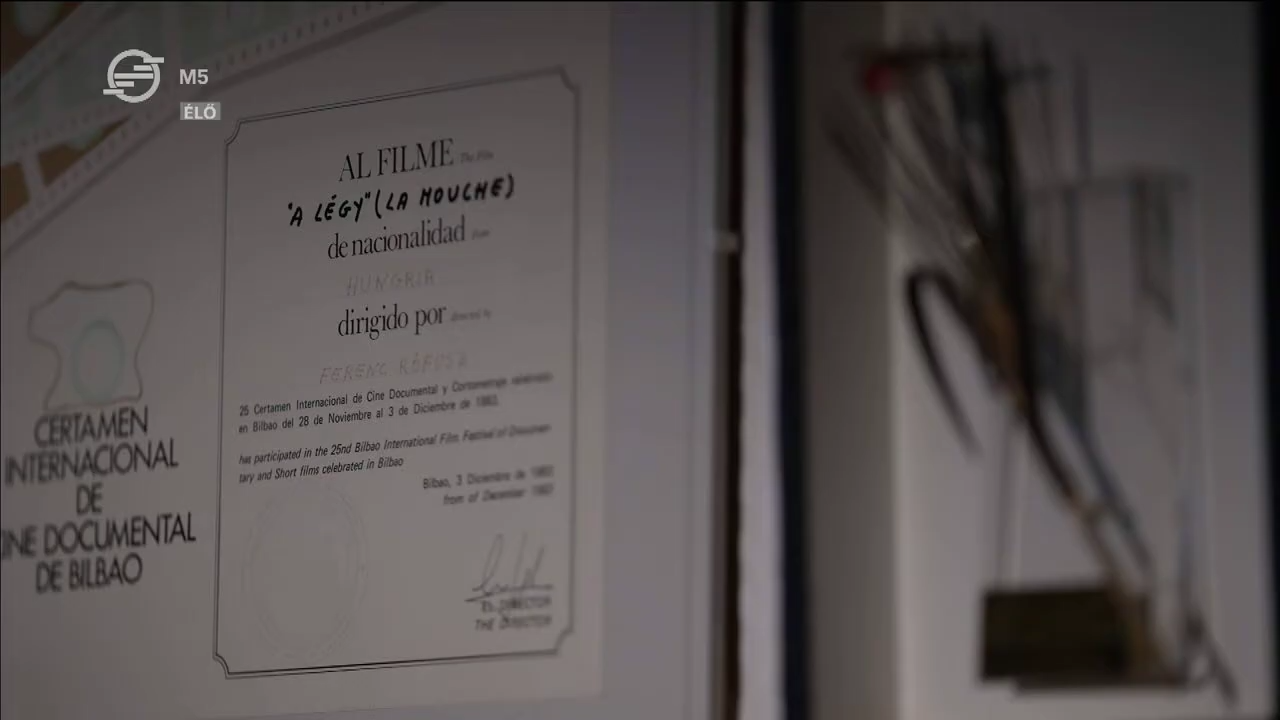 M5
ÉLŐ
AL FILME The Film
"A LÉGY" (LA MOUCHE)
de nacionalidad from
HUNGRIA
dirigido por directed by
FERENC RÓFUSZ
25 Certamen Internacional de Cine Documental y Cortometraje celebrado
en Bilbao del 28 de Noviembre al 3 de Diciembre de 1983.
has participated in the 25nd Bilbao International Film Festival of Documen-
tary and Short films celebrated in Bilbao
Bilbao, 3 Diciembre de 1983
from of December 1983
EL DIRECTOR
THE DIRECTOR
CERTAMEN
INTERNACIONAL
DE
CINE DOCUMENTAL
DE BILBAO